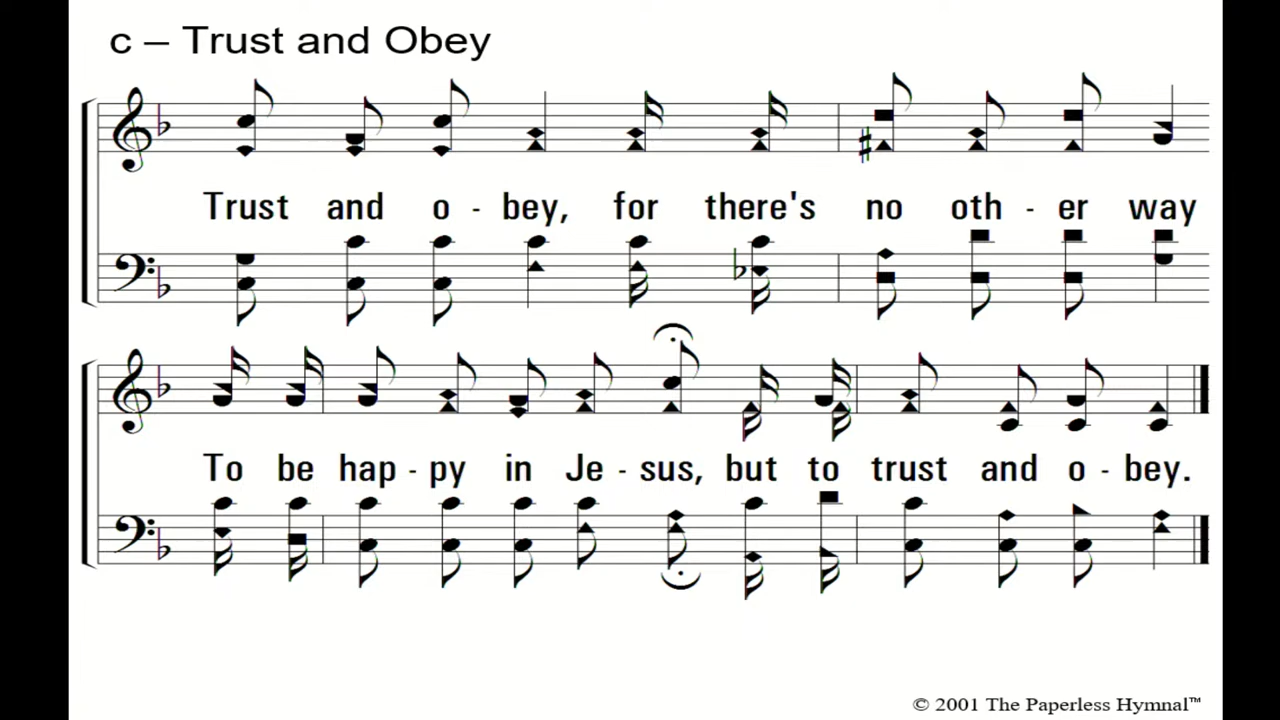 c – Trust and Obey
Trust and o - bey, for there's no oth - er way
To be hap - py in Je - sus, but to trust and o - bey.
© 2001 The Paperless Hymnal™